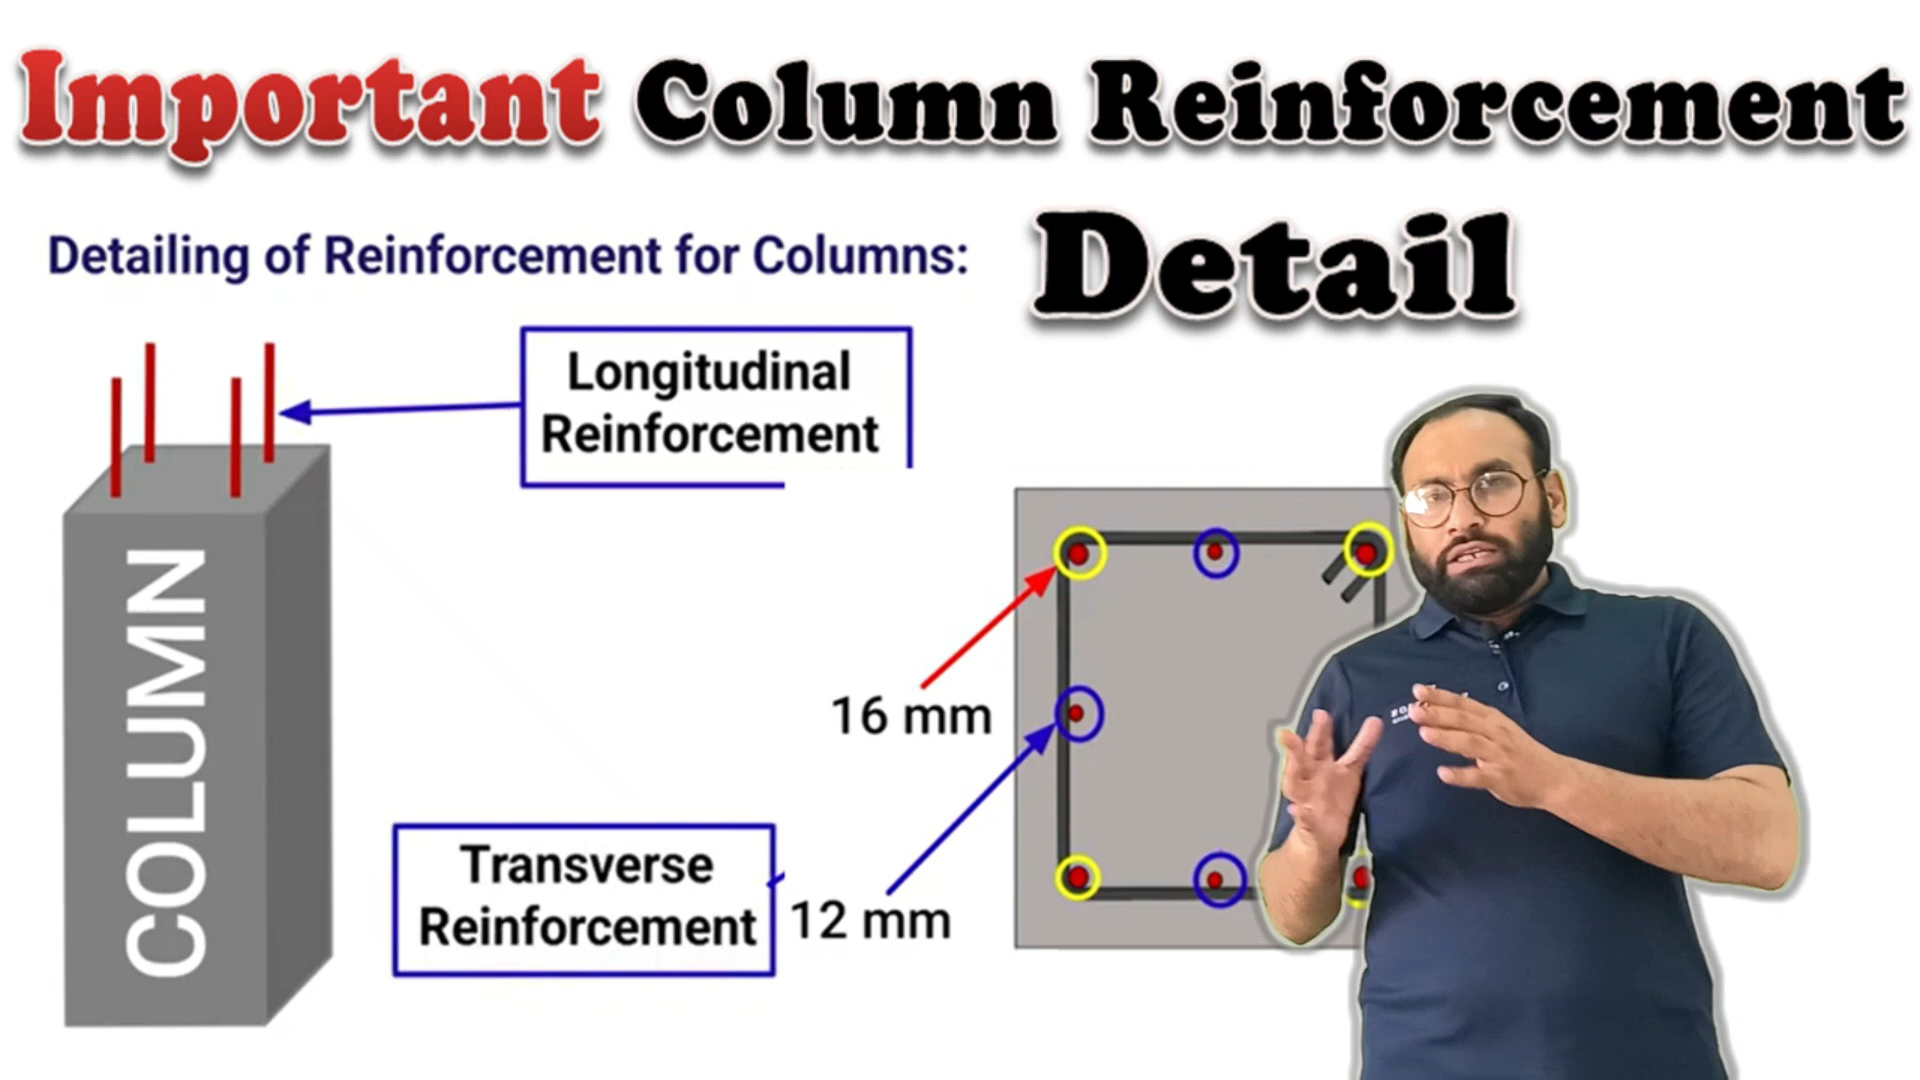 Important Column Reinforcement
Detail
Detailing of Reinforcement for Columns:
Longitudinal
Reinforcement
COLUMN
16 mm
Transverse
Reinforcement
12 mm